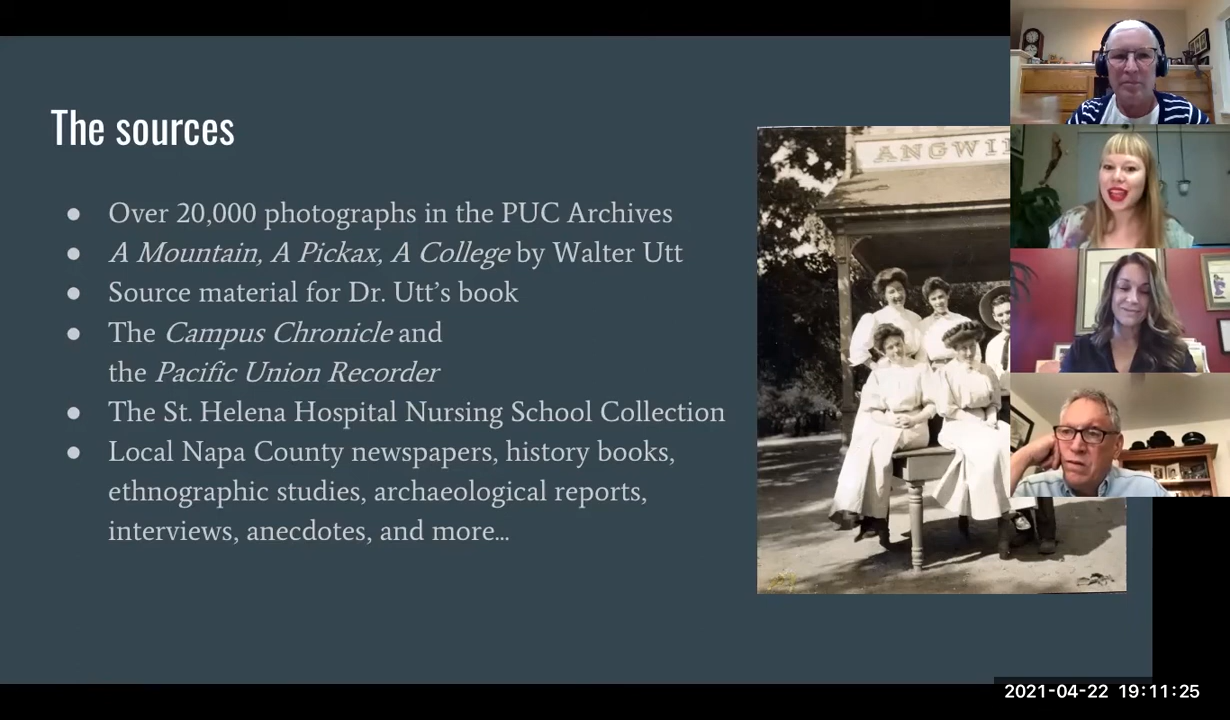 The sources
● Over 20,000 photographs in the PUC Archives
● A Mountain, A Pickax, A College by Walter Utt
● Source material for Dr. Utt’s book
● The Campus Chronicle and
the Pacific Union Recorder
● The St. Helena Hospital Nursing School Collection
● Local Napa County newspapers, history books,
ethnographic studies, archaeological reports,
interviews, anecdotes, and more...
ANGWI
2021-04-22 19:11:25